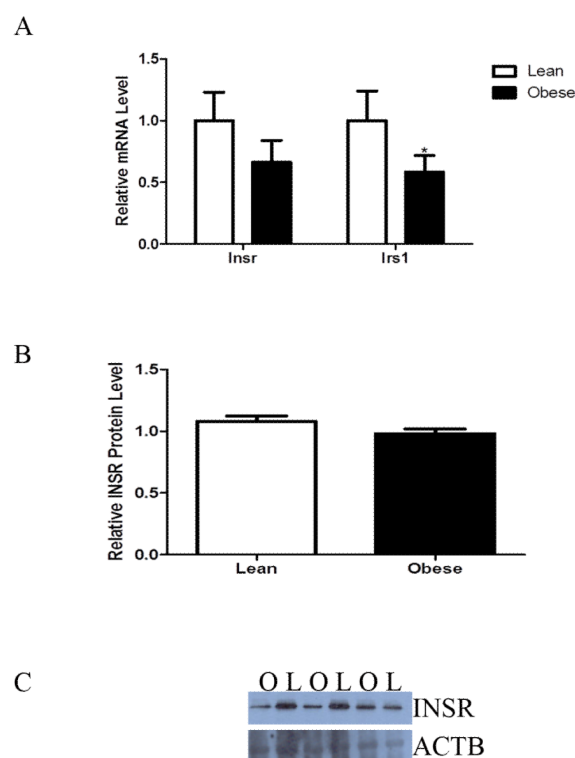 A
Relative mRNA Level
1.5
1.0
0.5
0.0
*
Insr
Irs1
Lean
Obese
B
Relative INSR Protein Level
1.5
1.0
0.5
0.0
Lean
Obese
C
O L O L O L
INSR
ACTB